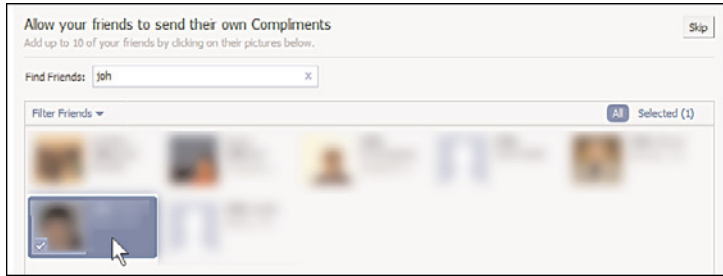 Allow your friends to send their own Compliments
Skip
Add up to 10 of your friends by clicking on their pictures below.
Find Friends: joh x
Filter Friends All Selected (1)